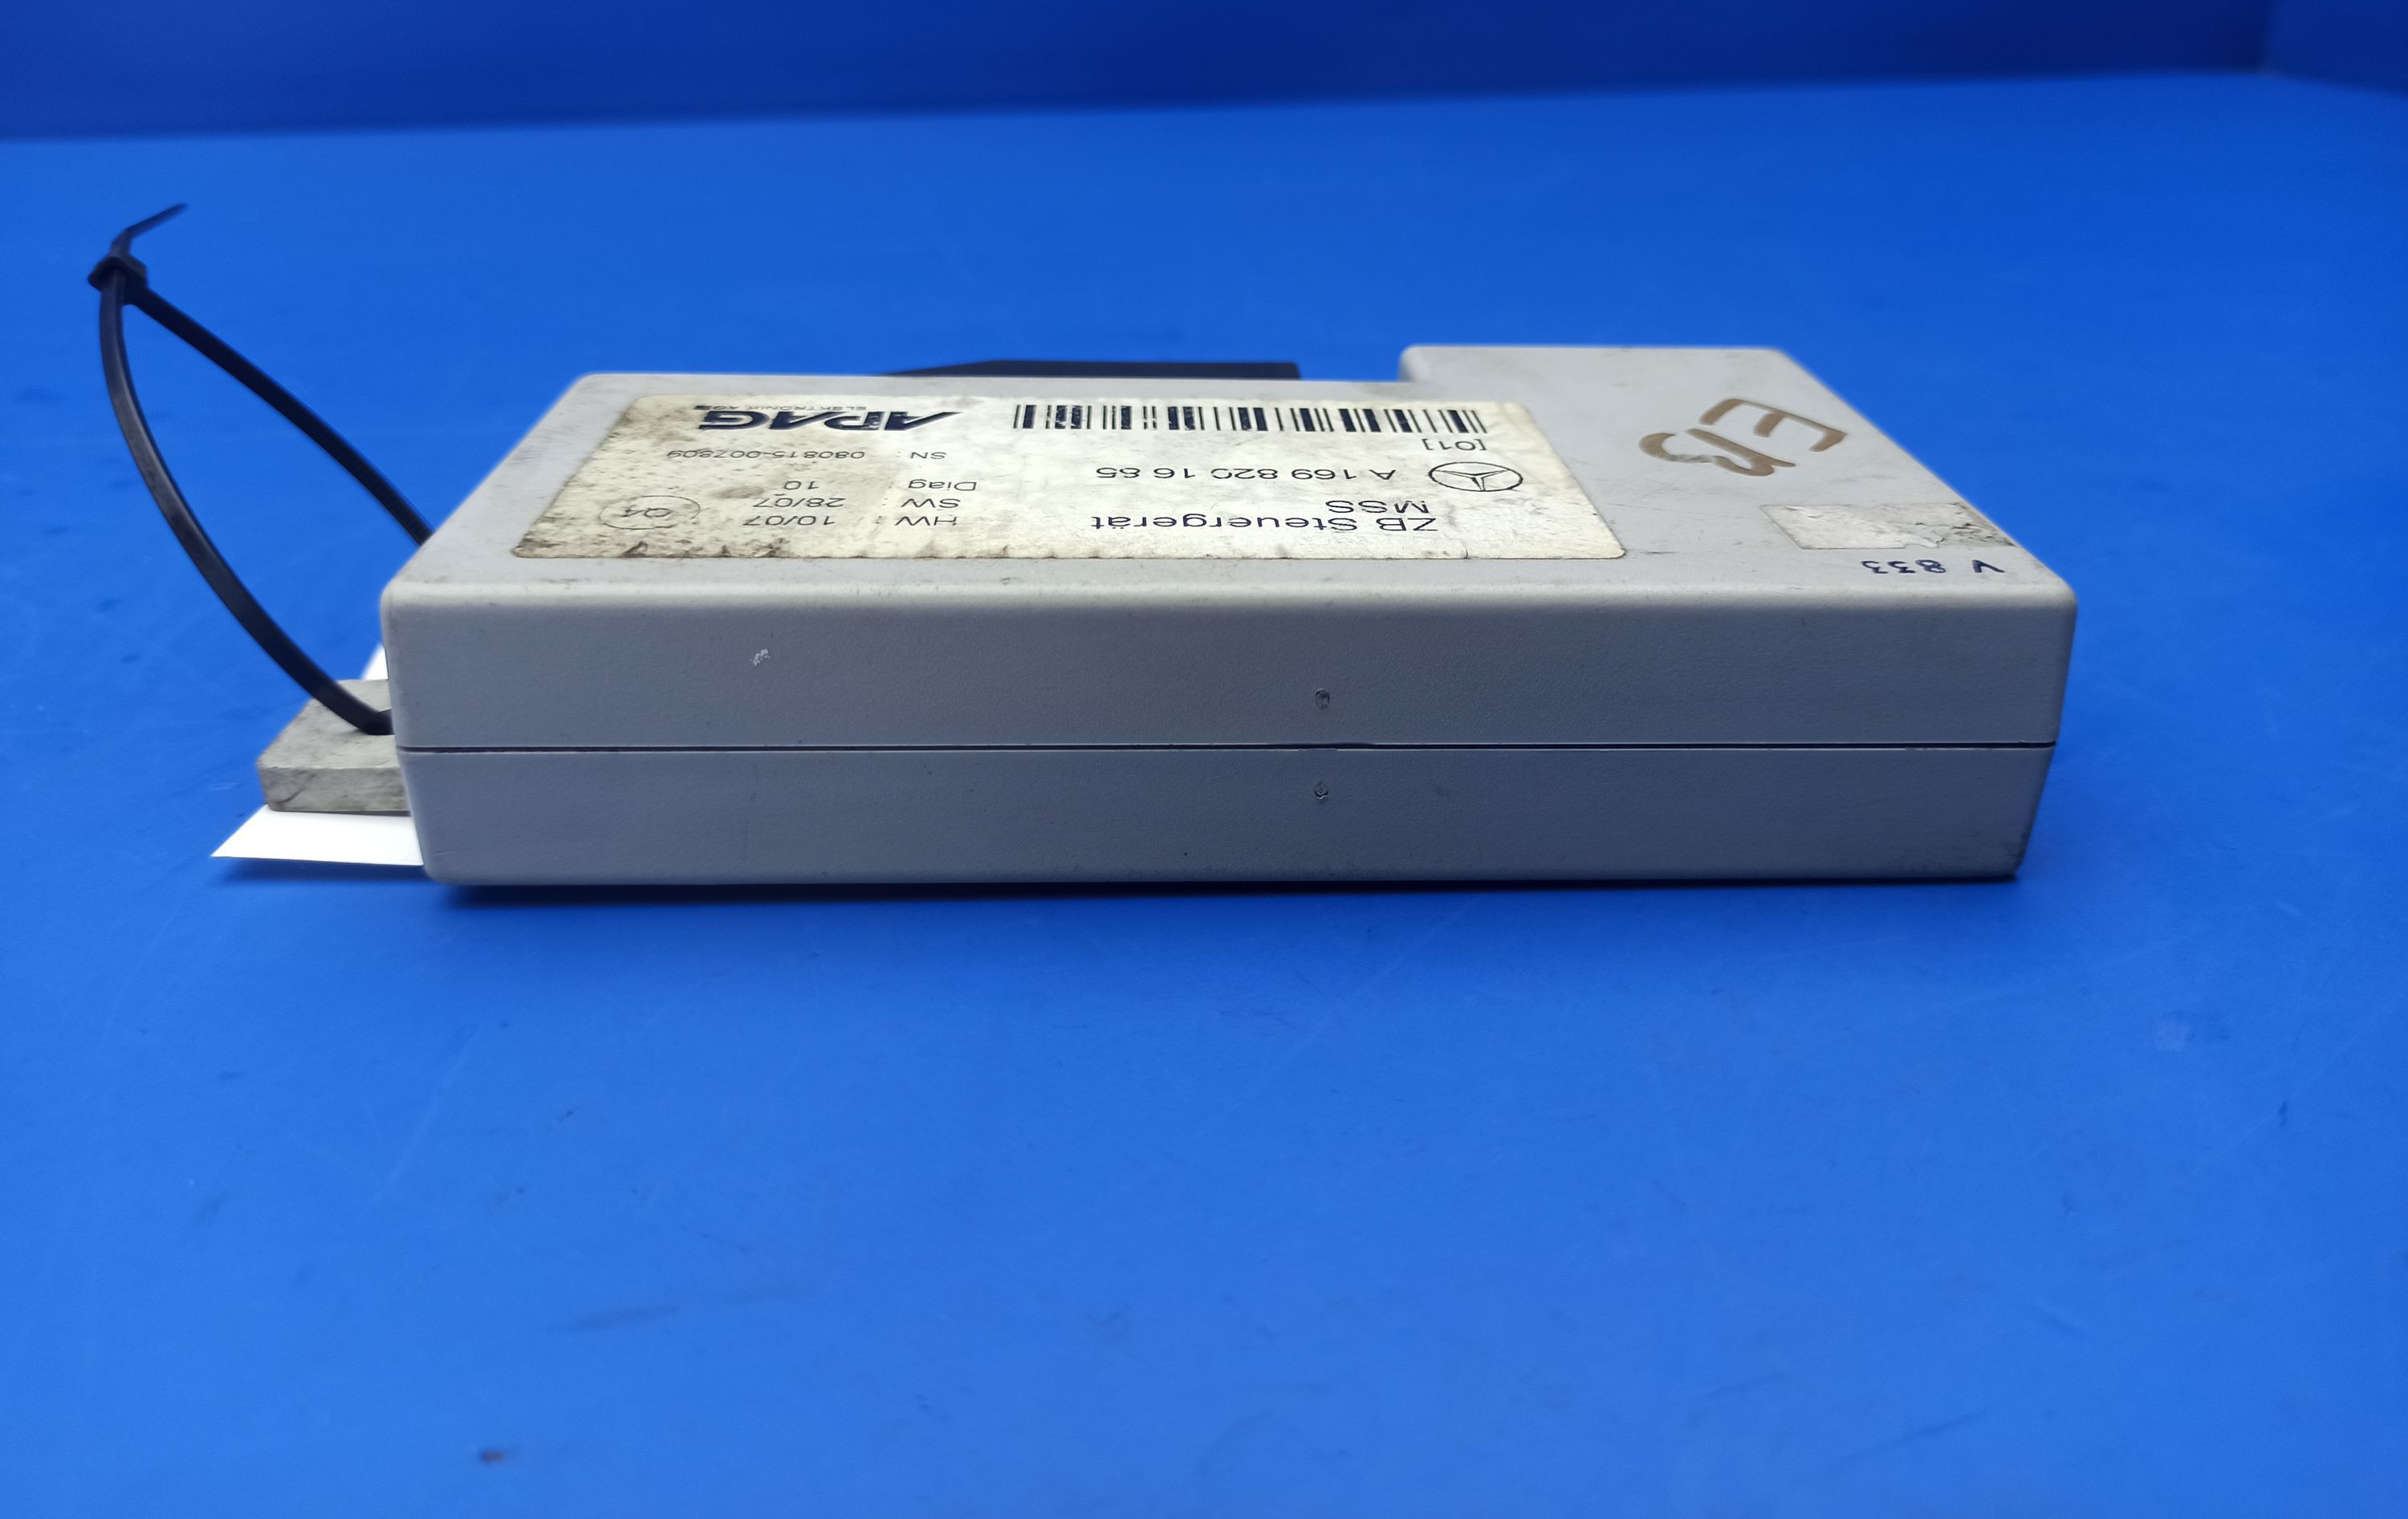 ZB Steuergerät
MSS
A 169 820 16 85
[01]
HW : 10/07
SW : 28/07
Diag : 10
SN : 080815-007809
Q4
APAG
ELEKTRONIK AG
V 833